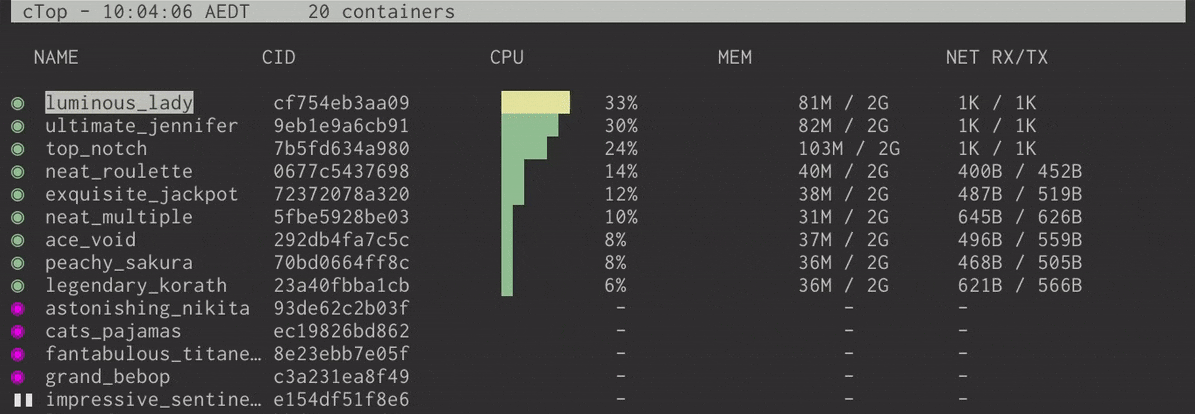 cTop - 10:04:06 AEDT 20 containers
NAME CID CPU MEM NET RX/TX
luminous_lady cf754eb3aa09 33% 81M / 2G 1K / 1K
ultimate_jennifer 9eb1e9a6cb91 30% 82M / 2G 1K / 1K
top_notch 7b5fd634a980 24% 103M / 2G 1K / 1K
neat_roulette 0677c5437698 14% 40M / 2G 400B / 452B
exquisite_jackpot 72372078a320 12% 38M / 2G 487B / 519B
neat_multiple 5fbe5928be03 10% 31M / 2G 645B / 626B
ace_void 292db4fa7c5c 8% 37M / 2G 496B / 559B
peachy_sakura 70bd0664ff8c 8% 36M / 2G 468B / 505B
legendary_korath 23a40fbba1cb 6% 36M / 2G 621B / 566B
astonishing_nikita 93de62c2b03f - - -
cats_pajamas ec19826bd862 - - -
fantabulous_titane… 8e23ebb7e05f - - -
grand_bebop c3a231ea8f49 - - -
impressive_sentine… e154df51f8e6 - - -